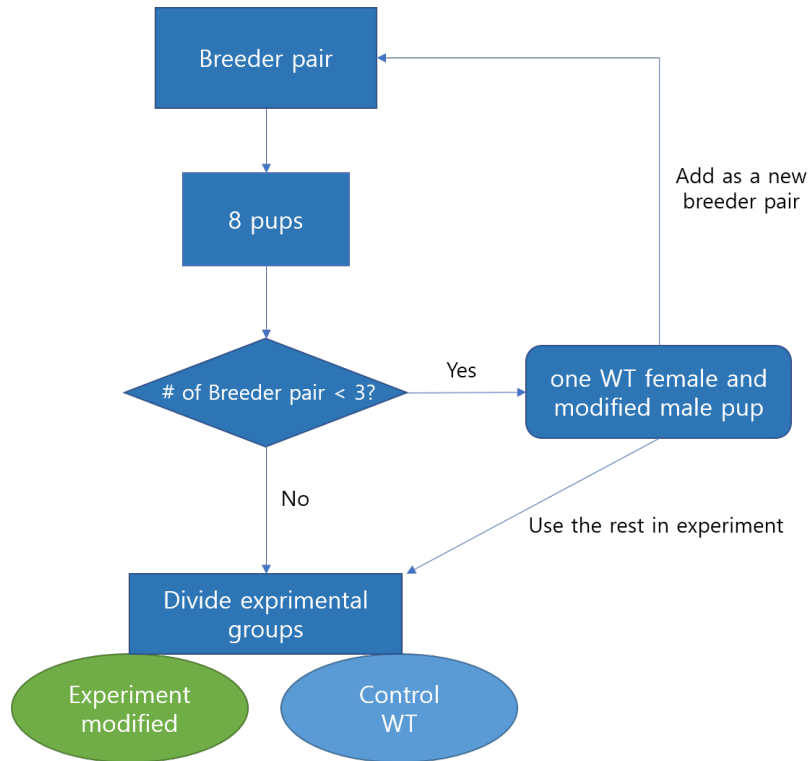 Breeder pair
Add as a new
breeder pair
8 pups
# of Breeder pair < 3?
Yes
one WT female and
modified male pup
No
Use the rest in experiment
Divide exprimental
groups
Experiment
modified
Control
WT